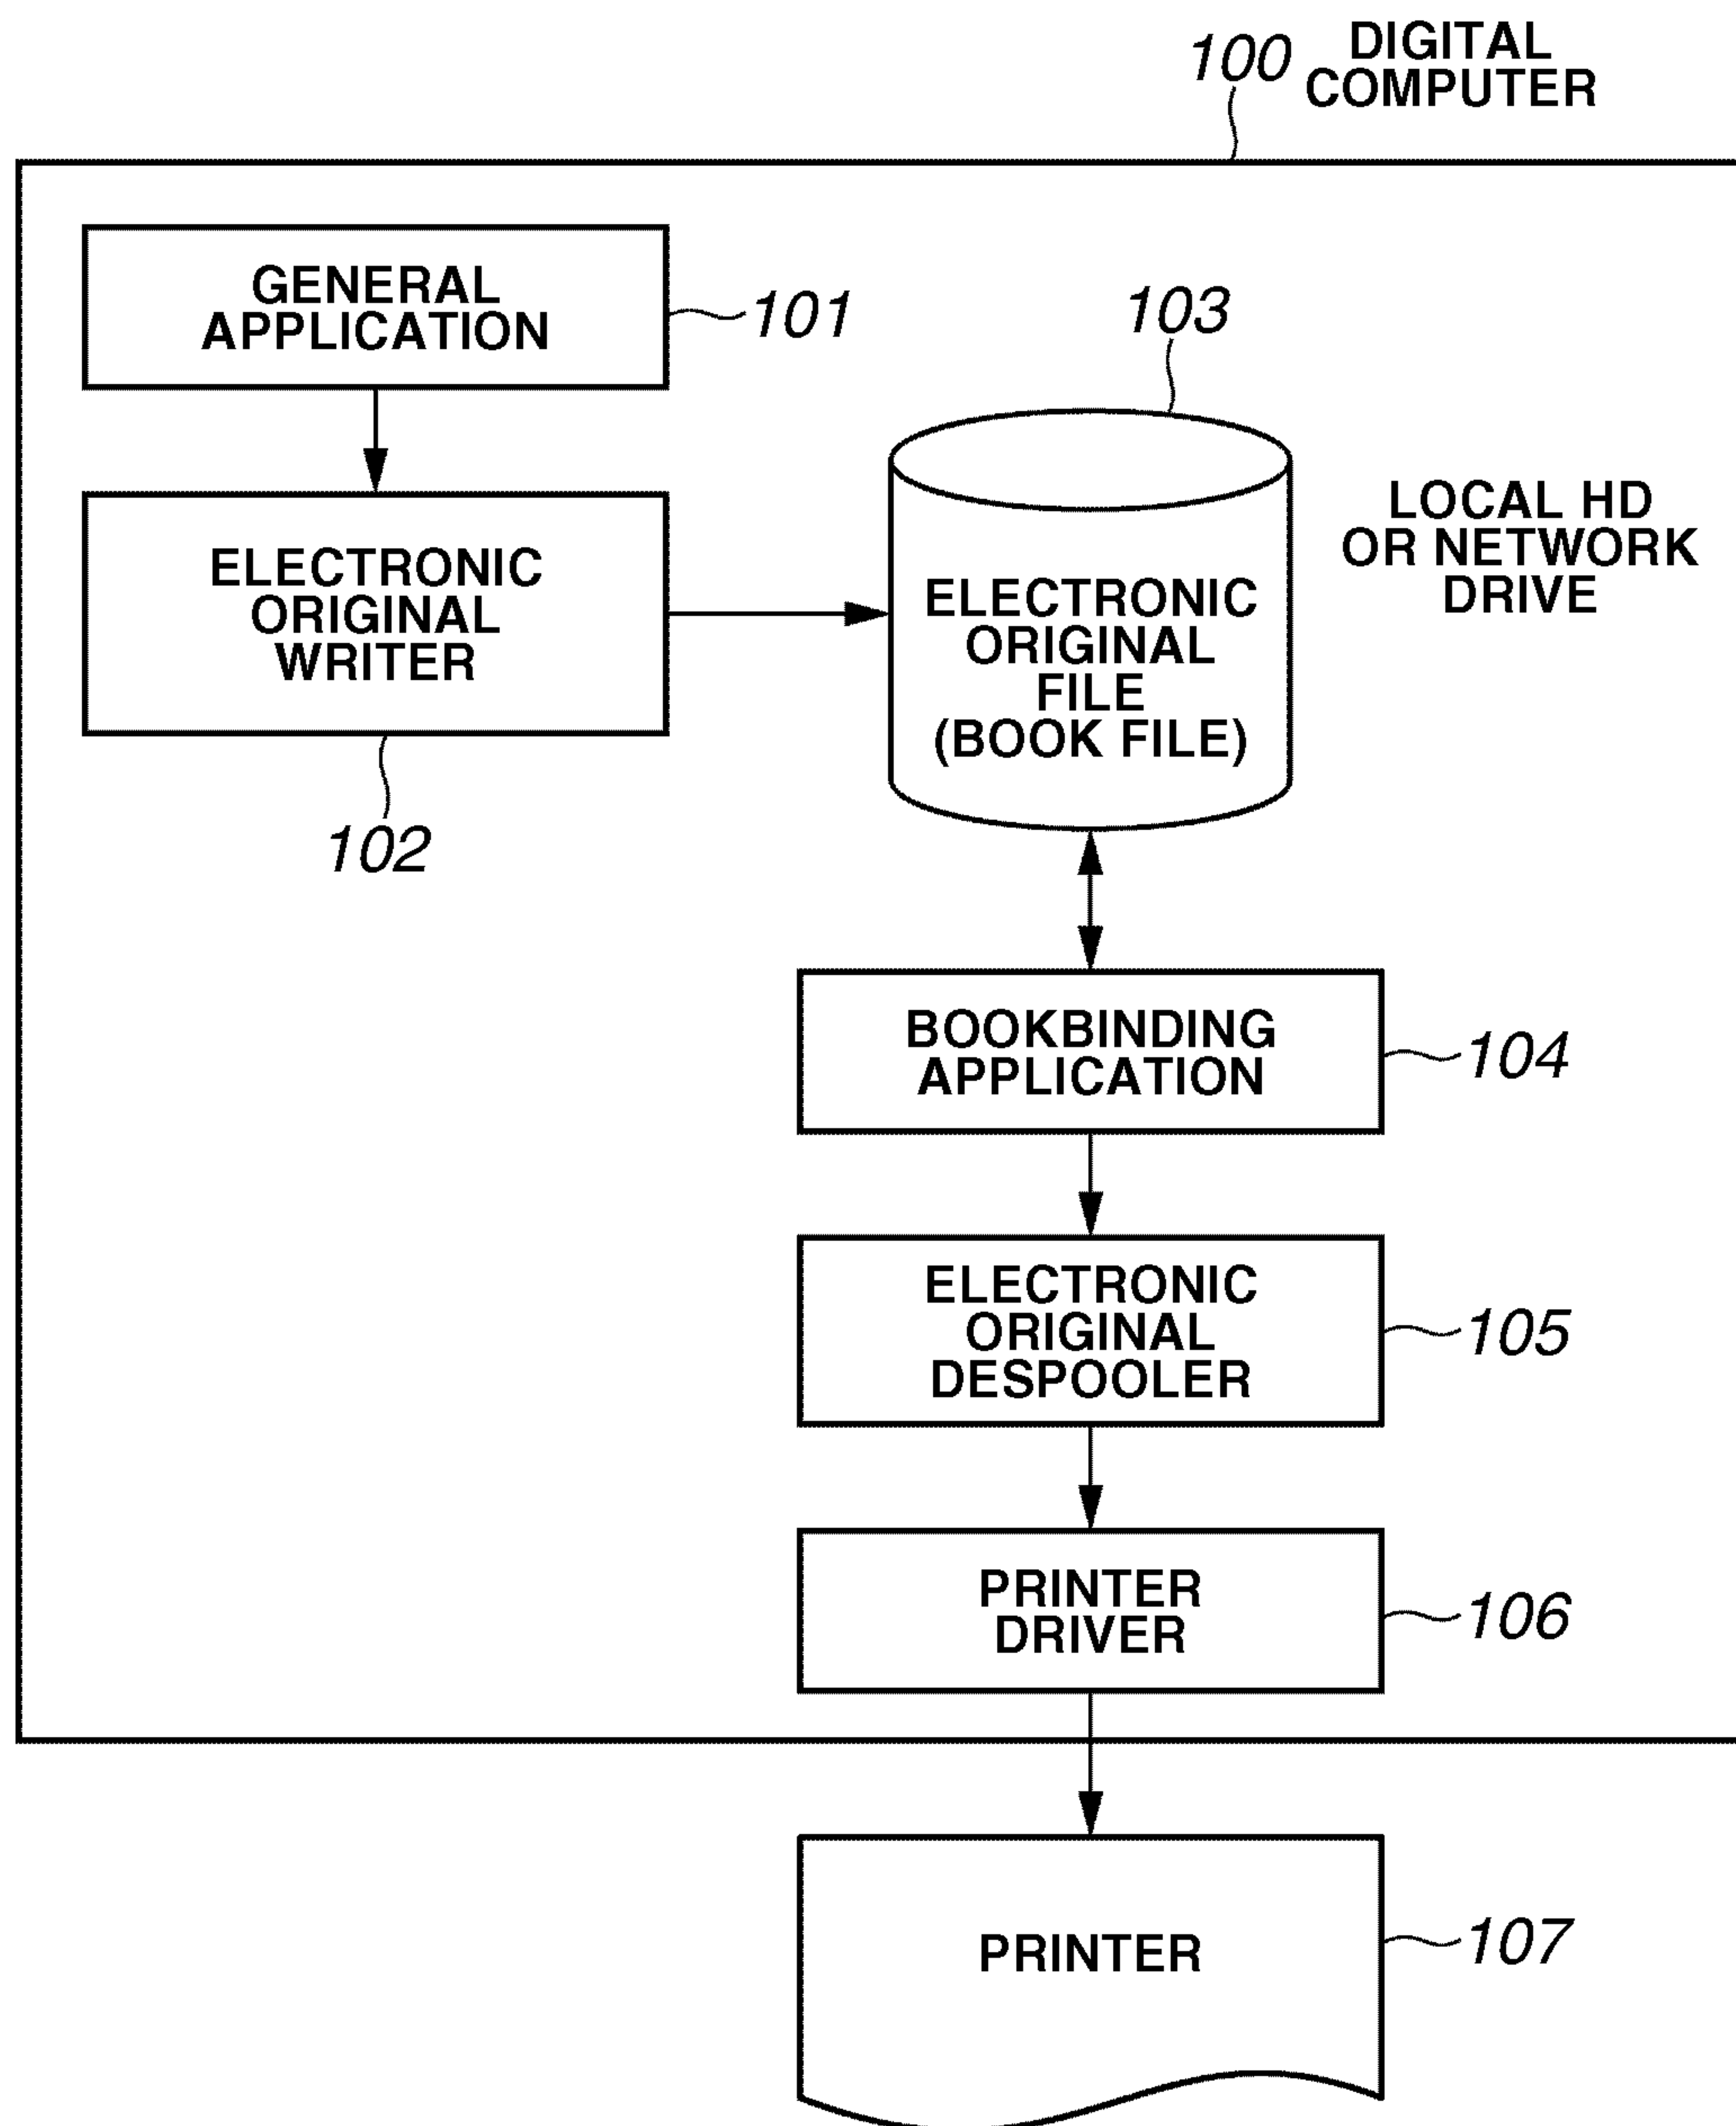 100
DIGITAL
COMPUTER
GENERAL
APPLICATION
101
103
ELECTRONIC
ORIGINAL
WRITER
102
LOCAL HD
OR NETWORK
DRIVE
ELECTRONIC
ORIGINAL
FILE
(BOOK FILE)
BOOKBINDING
APPLICATION
104
ELECTRONIC
ORIGINAL
DESPOOLER
105
PRINTER
DRIVER
106
PRINTER
107